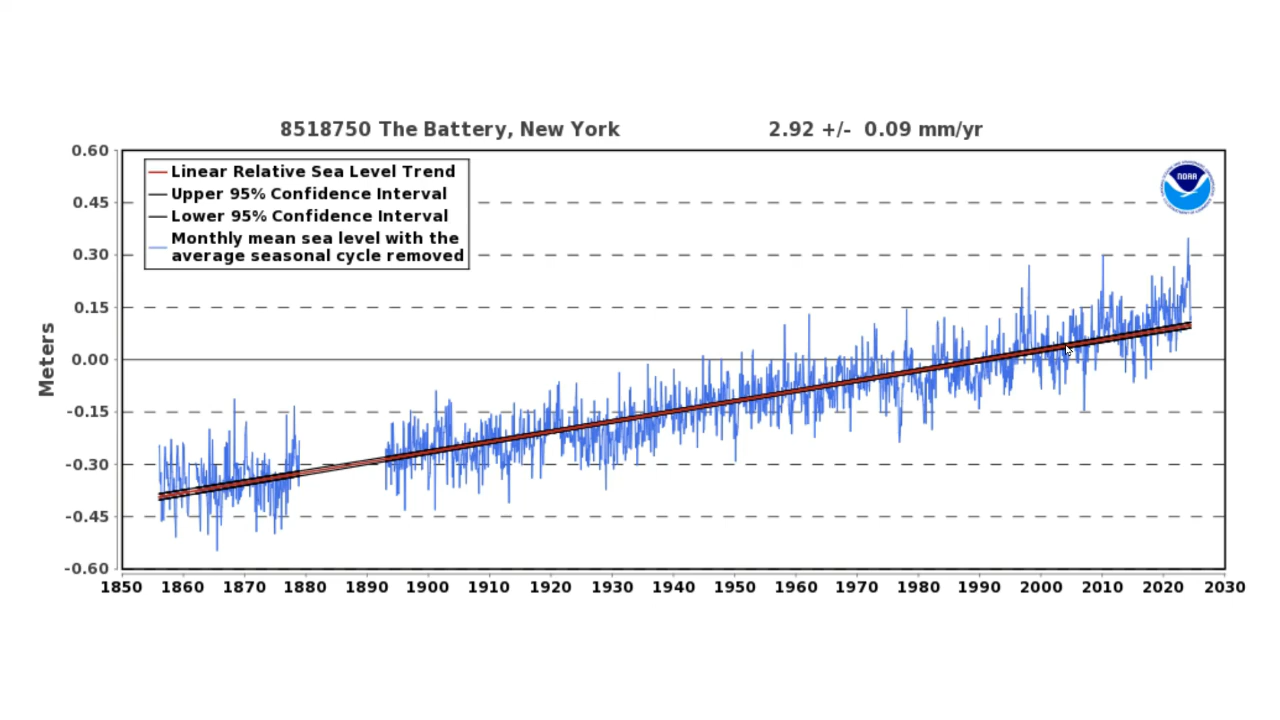 8518750 The Battery, New York 2.92 +/- 0.09 mm/yr
0.60
0.45
0.30
0.15
0.00
-0.15
-0.30
-0.45
-0.60
Meters
Linear Relative Sea Level Trend
Upper 95% Confidence Interval
Lower 95% Confidence Interval
Monthly mean sea level with the
average seasonal cycle removed
NOAA
1850 1860 1870 1880 1890 1900 1910 1920 1930 1940 1950 1960 1970 1980 1990 2000 2010 2020 2030